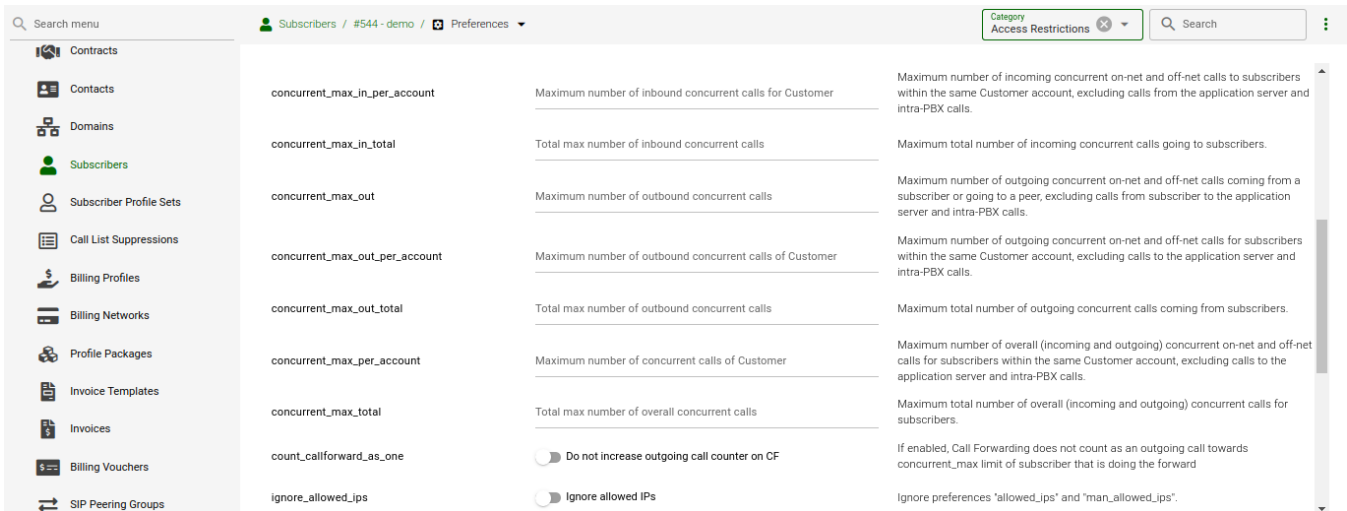 Search menu
Subscribers / #544 - demo / Preferences
Category
Access Restrictions
Search
Contracts
Contacts
Domains
Subscribers
Subscriber Profile Sets
Call List Suppressions
Billing Profiles
Billing Networks
Profile Packages
Invoice Templates
Invoices
Billing Vouchers
SIP Peering Groups
concurrent_max_in_per_account
Maximum number of inbound concurrent calls for Customer
Maximum number of incoming concurrent on-net and off-net calls to subscribers
within the same Customer account, excluding calls from the application server and
intra-PBX calls.
concurrent_max_in_total
Total max number of inbound concurrent calls
Maximum total number of incoming concurrent calls going to subscribers.
concurrent_max_out
Maximum number of outbound concurrent calls
Maximum number of outgoing concurrent on-net and off-net calls coming from a
subscriber or going to a peer, excluding calls from subscriber to the application
server and intra-PBX calls.
concurrent_max_out_per_account
Maximum number of outbound concurrent calls of Customer
Maximum number of outgoing concurrent on-net and off-net calls for subscribers
within the same Customer account, excluding calls to the application server and
intra-PBX calls.
concurrent_max_out_total
Total max number of outbound concurrent calls
Maximum total number of outgoing concurrent calls coming from subscribers.
concurrent_max_per_account
Maximum number of concurrent calls of Customer
Maximum number of overall (incoming and outgoing) concurrent on-net and off-net
calls for subscribers within the same Customer account, excluding calls to the
application server and intra-PBX calls.
concurrent_max_total
Total max number of overall concurrent calls
Maximum total number of overall (incoming and outgoing) concurrent calls for
subscribers.
count_callforward_as_one
Do not increase outgoing call counter on CF
If enabled, Call Forwarding does not count as an outgoing call towards
concurrent_max limit of subscriber that is doing the forward
ignore_allowed_ips
Ignore allowed IPs
Ignore preferences "allowed_ips" and "man_allowed_ips".